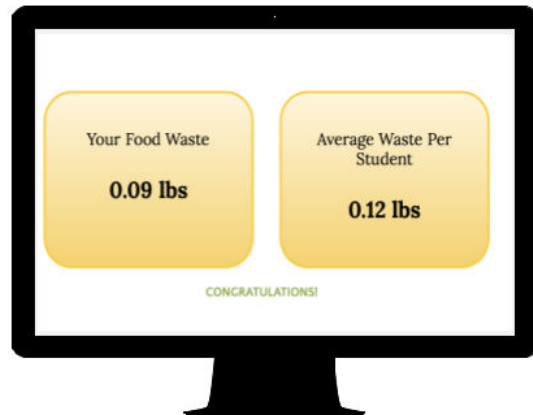 Your Food Waste
0.09 lbs
Average Waste Per
Student
0.12 lbs
CONGRATULATIONS!